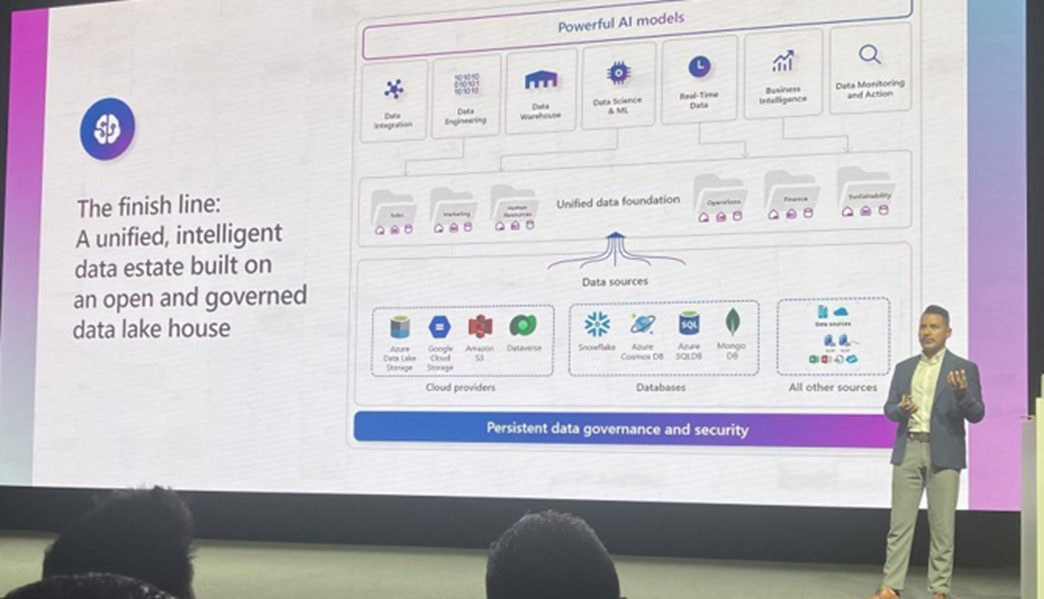 The finish line:
A unified, intelligent
data estate built on
an open and governed
data lake house
Powerful AI models
Data
Integration
Data
Engineering
Data
Warehouse
Data Science
& ML
Real-Time
Data
Business
Intelligence
Data Monitoring
and Action
Sales
Marketing
Human
Resources
Unified data foundation
Operations
Finance
Sustainability
Data sources
Azure
Data Lake
Storage
Google
Cloud
Storage
Amazon
S3
Dataverse
Cloud providers
Snowflake
Azure
Cosmos DB
SQL
Azure
SQLDB
Mongo
DB
Databases
Data sources
All other sources
Persistent data governance and security